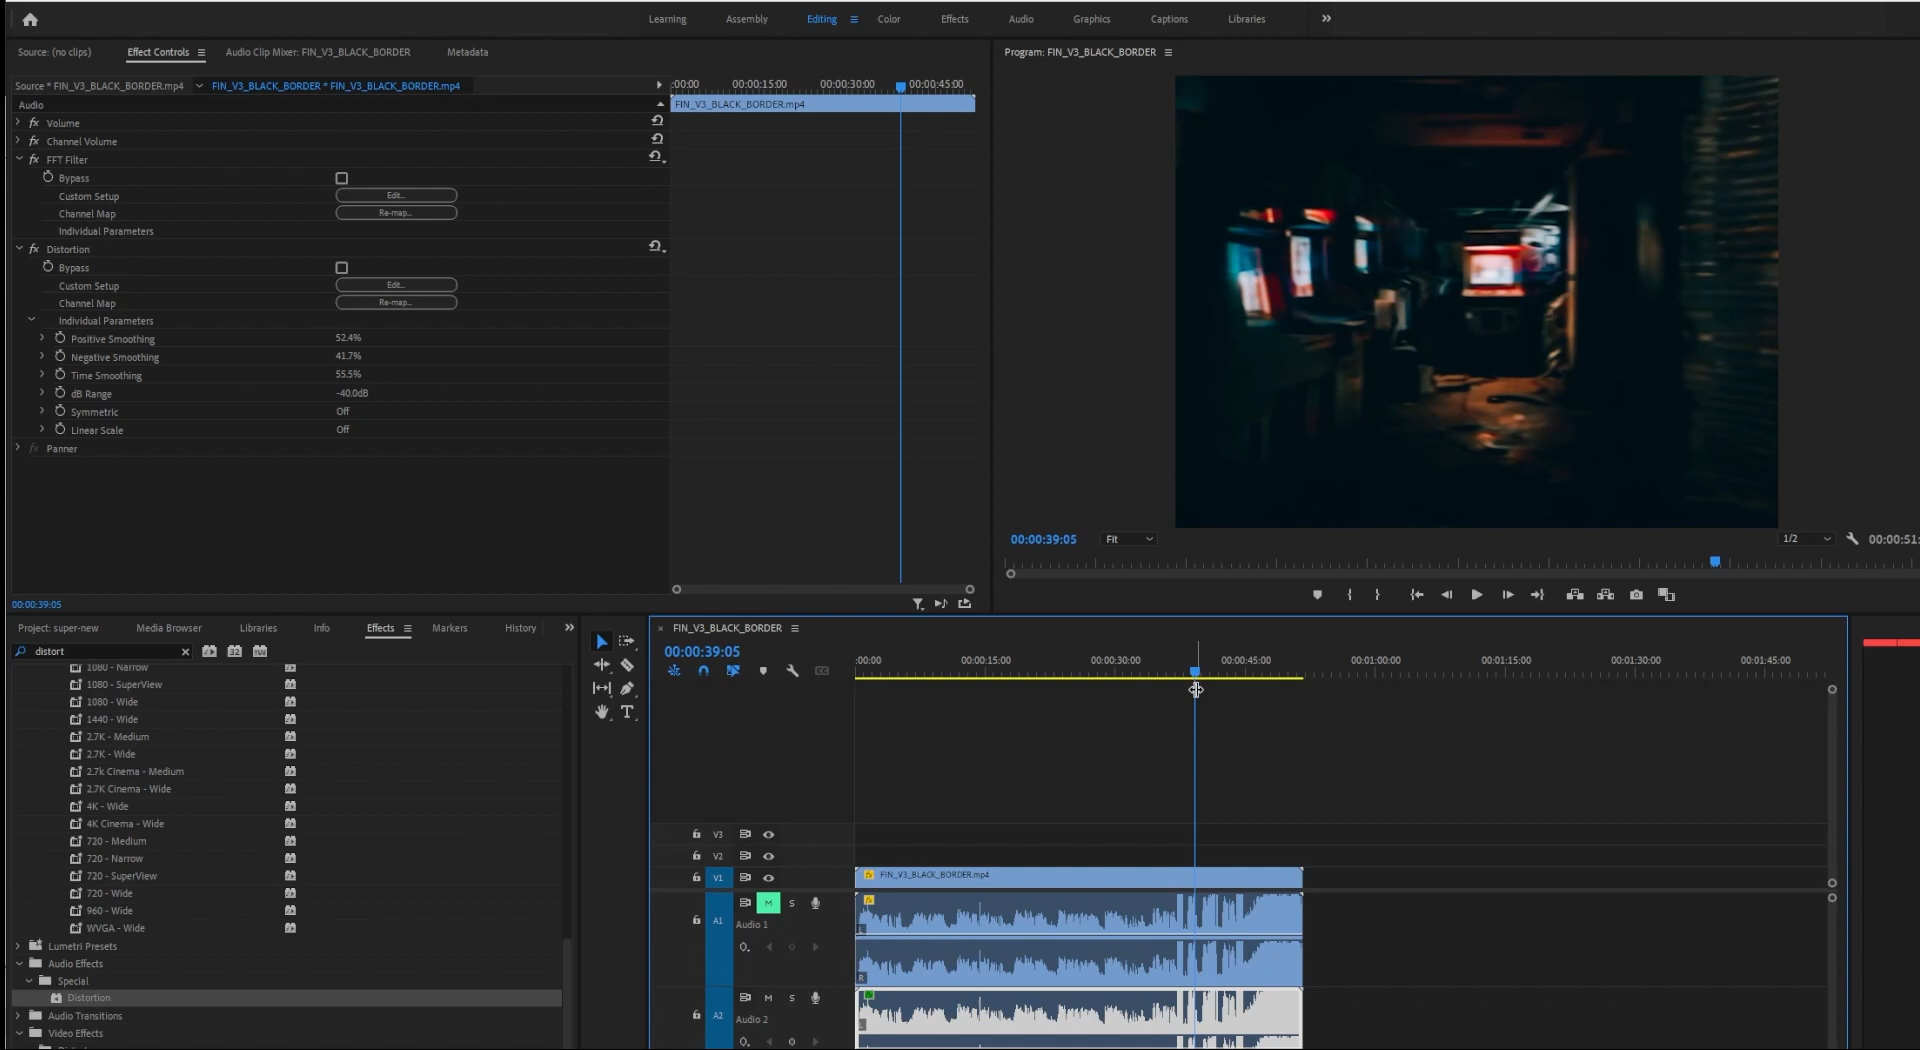 Learning Assembly Editing Color Effects Audio Graphics Captions Libraries
Source: (no clips) Effect Controls Audio Clip Mixer: FIN_V3_BLACK_BORDER Metadata
Source * FIN_V3_BLACK_BORDER.mp4 FIN_V3_BLACK_BORDER * FIN_V3_BLACK_BORDER.mp4
:00:00 00:00:15:00 00:00:30:00 00:00:45:00
Audio
FIN_V3_BLACK_BORDER.mp4
fx Volume
fx Channel Volume
fx FFT Filter
Bypass
Custom Setup Edit...
Channel Map Re-map...
Individual Parameters
fx Distortion
Bypass
Custom Setup Edit...
Channel Map Re-map...
Individual Parameters
Positive Smoothing 52.4%
Negative Smoothing 41.7%
Time Smoothing 55.5%
dB Range -40.0dB
Symmetric Off
Linear Scale Off
fx Panner
00:00:39:05
Program: FIN_V3_BLACK_BORDER
00:00:39:05 Fit 1/2 00:00:51:
Project: super-new Media Browser Libraries Info Effects Markers History
distort
1080 - Narrow
1080 - SuperView
1080 - Wide
1440 - Wide
2.7K - Medium
2.7K - Wide
2.7k Cinema - Medium
2.7K Cinema - Wide
4K - Wide
4K Cinema - Wide
720 - Medium
720 - Narrow
720 - SuperView
720 - Wide
960 - Wide
WVGA - Wide
Lumetri Presets
Audio Effects
Special
Distortion
Audio Transitions
Video Effects
FIN_V3_BLACK_BORDER
00:00:39:05
:00:00 00:00:15:00 00:00:30:00 00:00:45:00 00:01:00:00 00:01:15:00 00:01:30:00 00:01:45:00
V3
V2
V1 fx FIN_V3_BLACK_BORDER.mp4
A1 M S
Audio 1
L
R
A2 M S
Audio 2
L